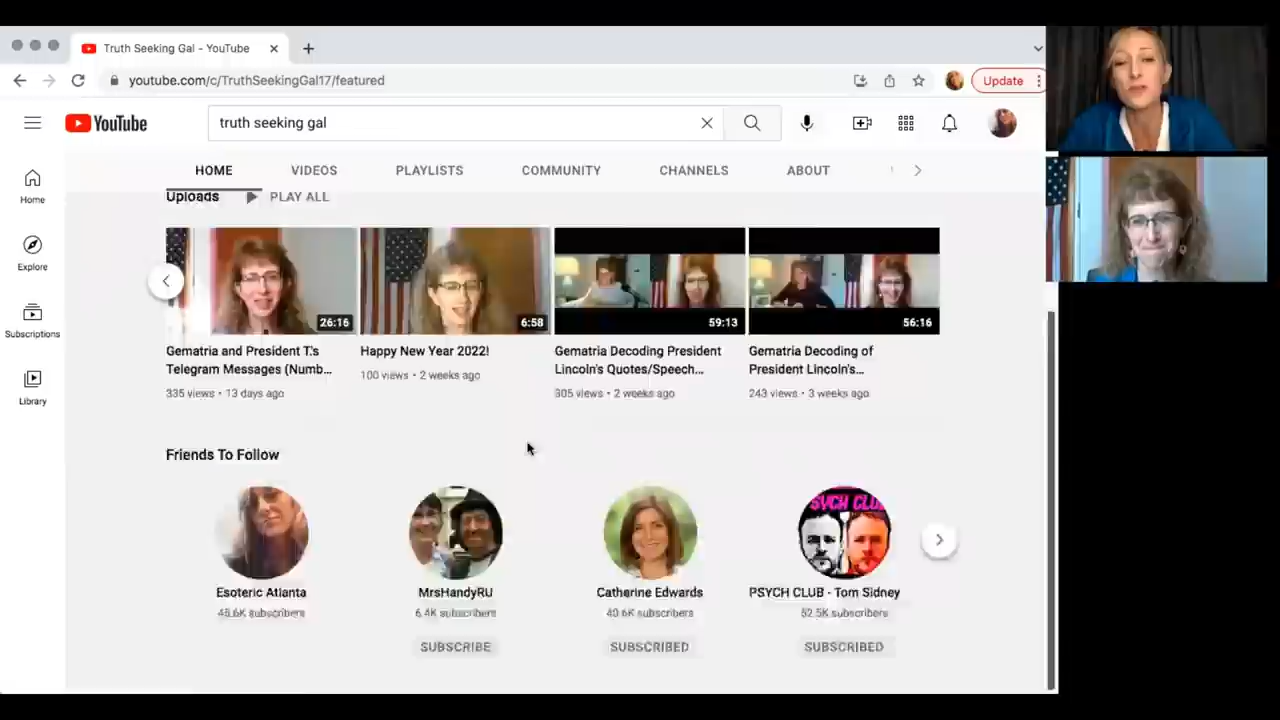 Truth Seeking Gal - YouTube
youtube.com/c/TruthSeekingGal17/featured
Update
YouTube
truth seeking gal
HOME VIDEOS PLAYLISTS COMMUNITY CHANNELS ABOUT
Home
Explore
Subscriptions
Library
Uploads PLAY ALL
26:16
6:58
59:13
56:16
Gematria and President T.'s
Telegram Messages (Numb...
335 views • 13 days ago
Happy New Year 2022!
100 views • 2 weeks ago
Gematria Decoding President
Lincoln's Quotes/Speech...
305 views • 2 weeks ago
Gematria Decoding of
President Lincoln's...
243 views • 3 weeks ago
Friends To Follow
Esoteric Atlanta
subscribers
MrsHandyRU
6.4K subscribers
SUBSCRIBE
Catherine Edwards
40.6K subscribers
SUBSCRIBED
PSYCH CLUB - Tom Sidney
52.5K subscribers
SUBSCRIBED